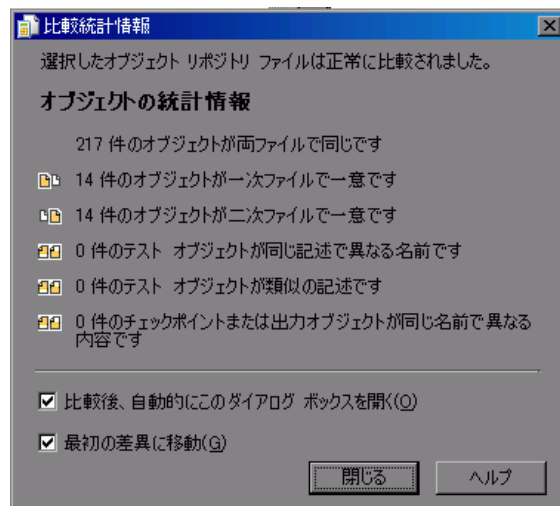 比較統計情報
選択したオブジェクト リポジトリ ファイルは正常に比較されました。
オブジェクトの統計情報
217 件のオブジェクトが両ファイルで同じです
14 件のオブジェクトが一次ファイルで一意です
14 件のオブジェクトが二次ファイルで一意です
0 件のテスト オブジェクトが同じ記述で異なる名前です
0 件のテスト オブジェクトが類似の記述です
0 件のチェックポイントまたは出力オブジェクトが同じ名前で異なる
内容です
比較後、自動的にこのダイアログ ボックスを開く(O)
最初の差異に移動(G)
閉じる
ヘルプ